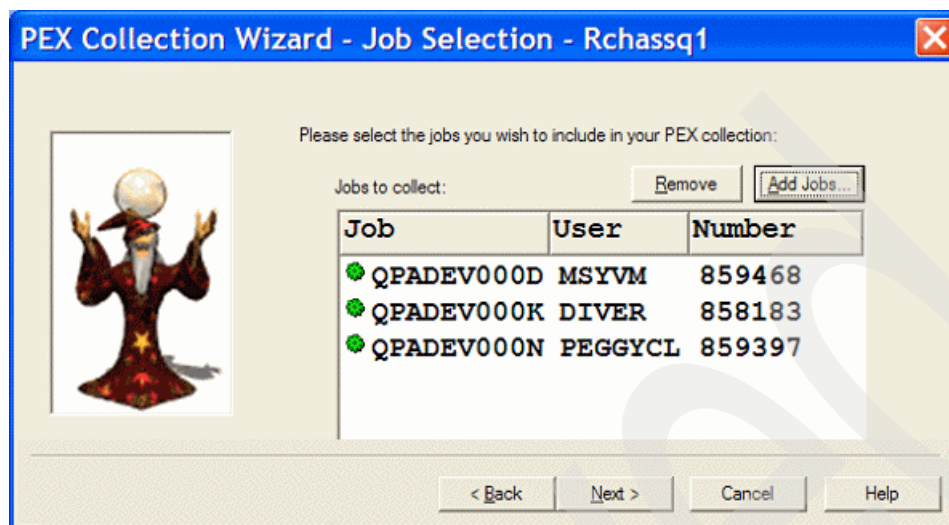 PEX Collection Wizard - Job Selection - Rchassq1
Please select the jobs you wish to include in your PEX collection:
Jobs to collect:
Remove
Add Jobs...
Job User Number
QPADEV000D MSYVM 859468
QPADEV000K DIVER 858183
QPADEV000N PEGGYCL 859397
< Back
Next >
Cancel
Help